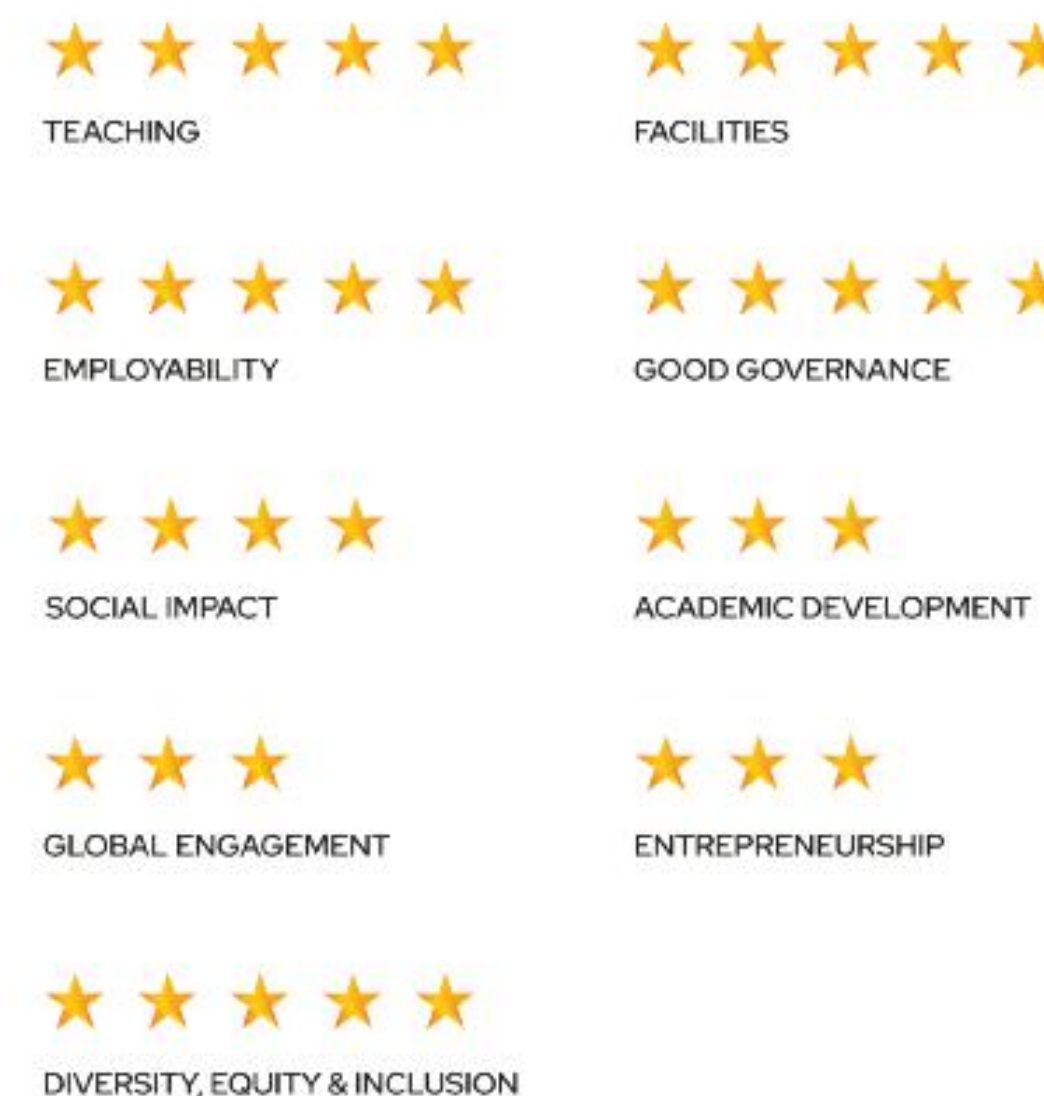 TEACHING
FACILITIES
EMPLOYABILITY
GOOD GOVERNANCE
SOCIAL IMPACT
ACADEMIC DEVELOPMENT
GLOBAL ENGAGEMENT
ENTREPRENEURSHIP
DIVERSITY, EQUITY & INCLUSION